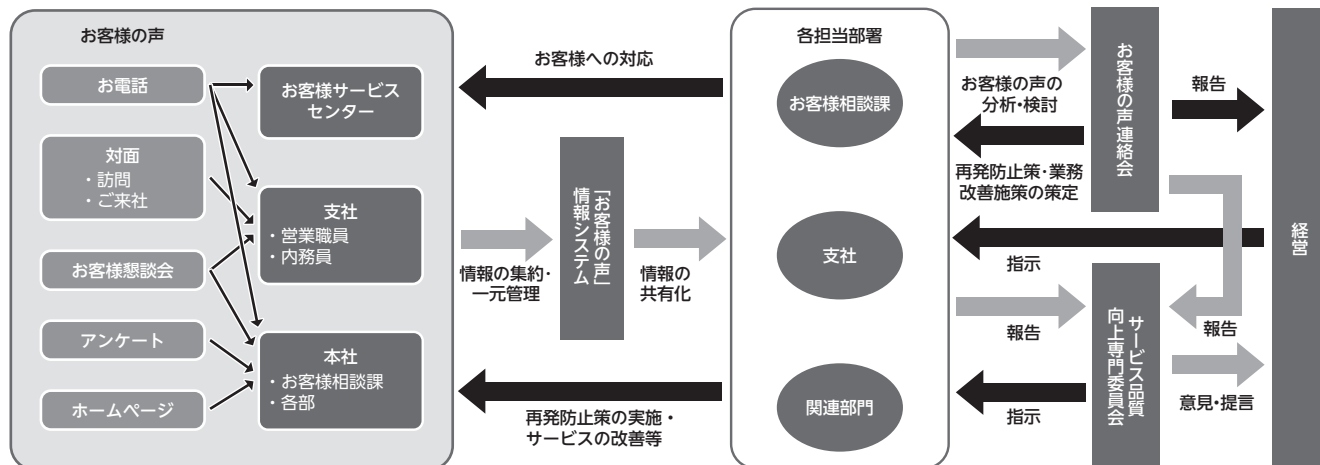 お客様の声
お電話
対面
・訪問
・ご来社
お客様懇談会
アンケート
ホームページ
お客様サービス
センター
支社
・営業職員
・内務員
本社
・お客様相談課
・各部
お客様への対応
情報の集約・
一元管理
「お客様の声」
情報システム
情報の
共有化
再発防止策の実施・
サービスの改善等
各担当部署
お客様相談課
支社
関連部門
お客様の声の
分析・検討
再発防止策・業務
改善施策の策定
指示
報告
指示
お客様の声連絡会
報告
サービス品質
向上専門委員会
報告
意見・提言
経営